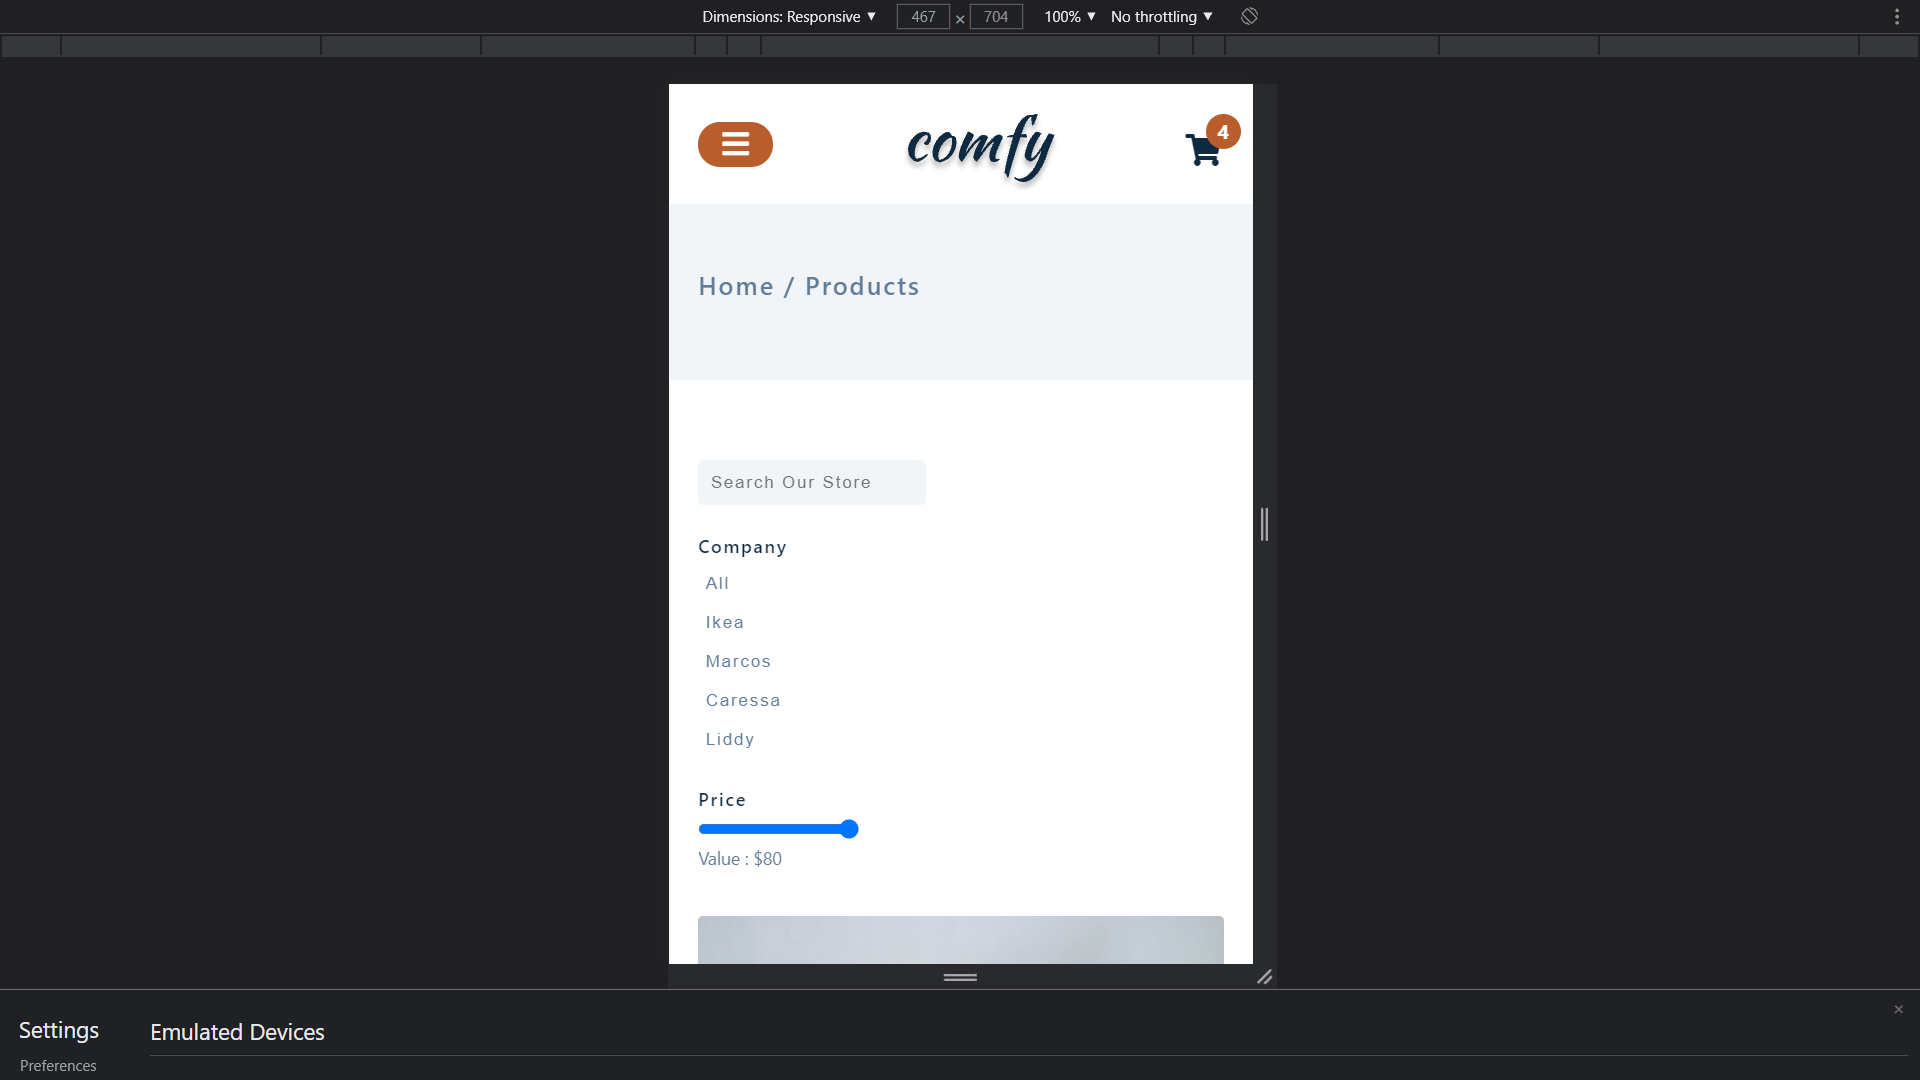 Dimensions: Responsive ▼ 467 × 704 100% ▼ No throttling ▼
comfy 4
Home / Products
Search Our Store
Company
All
Ikea
Marcos
Caressa
Liddy
Price
Value : $80
Settings
Emulated Devices
Preferences